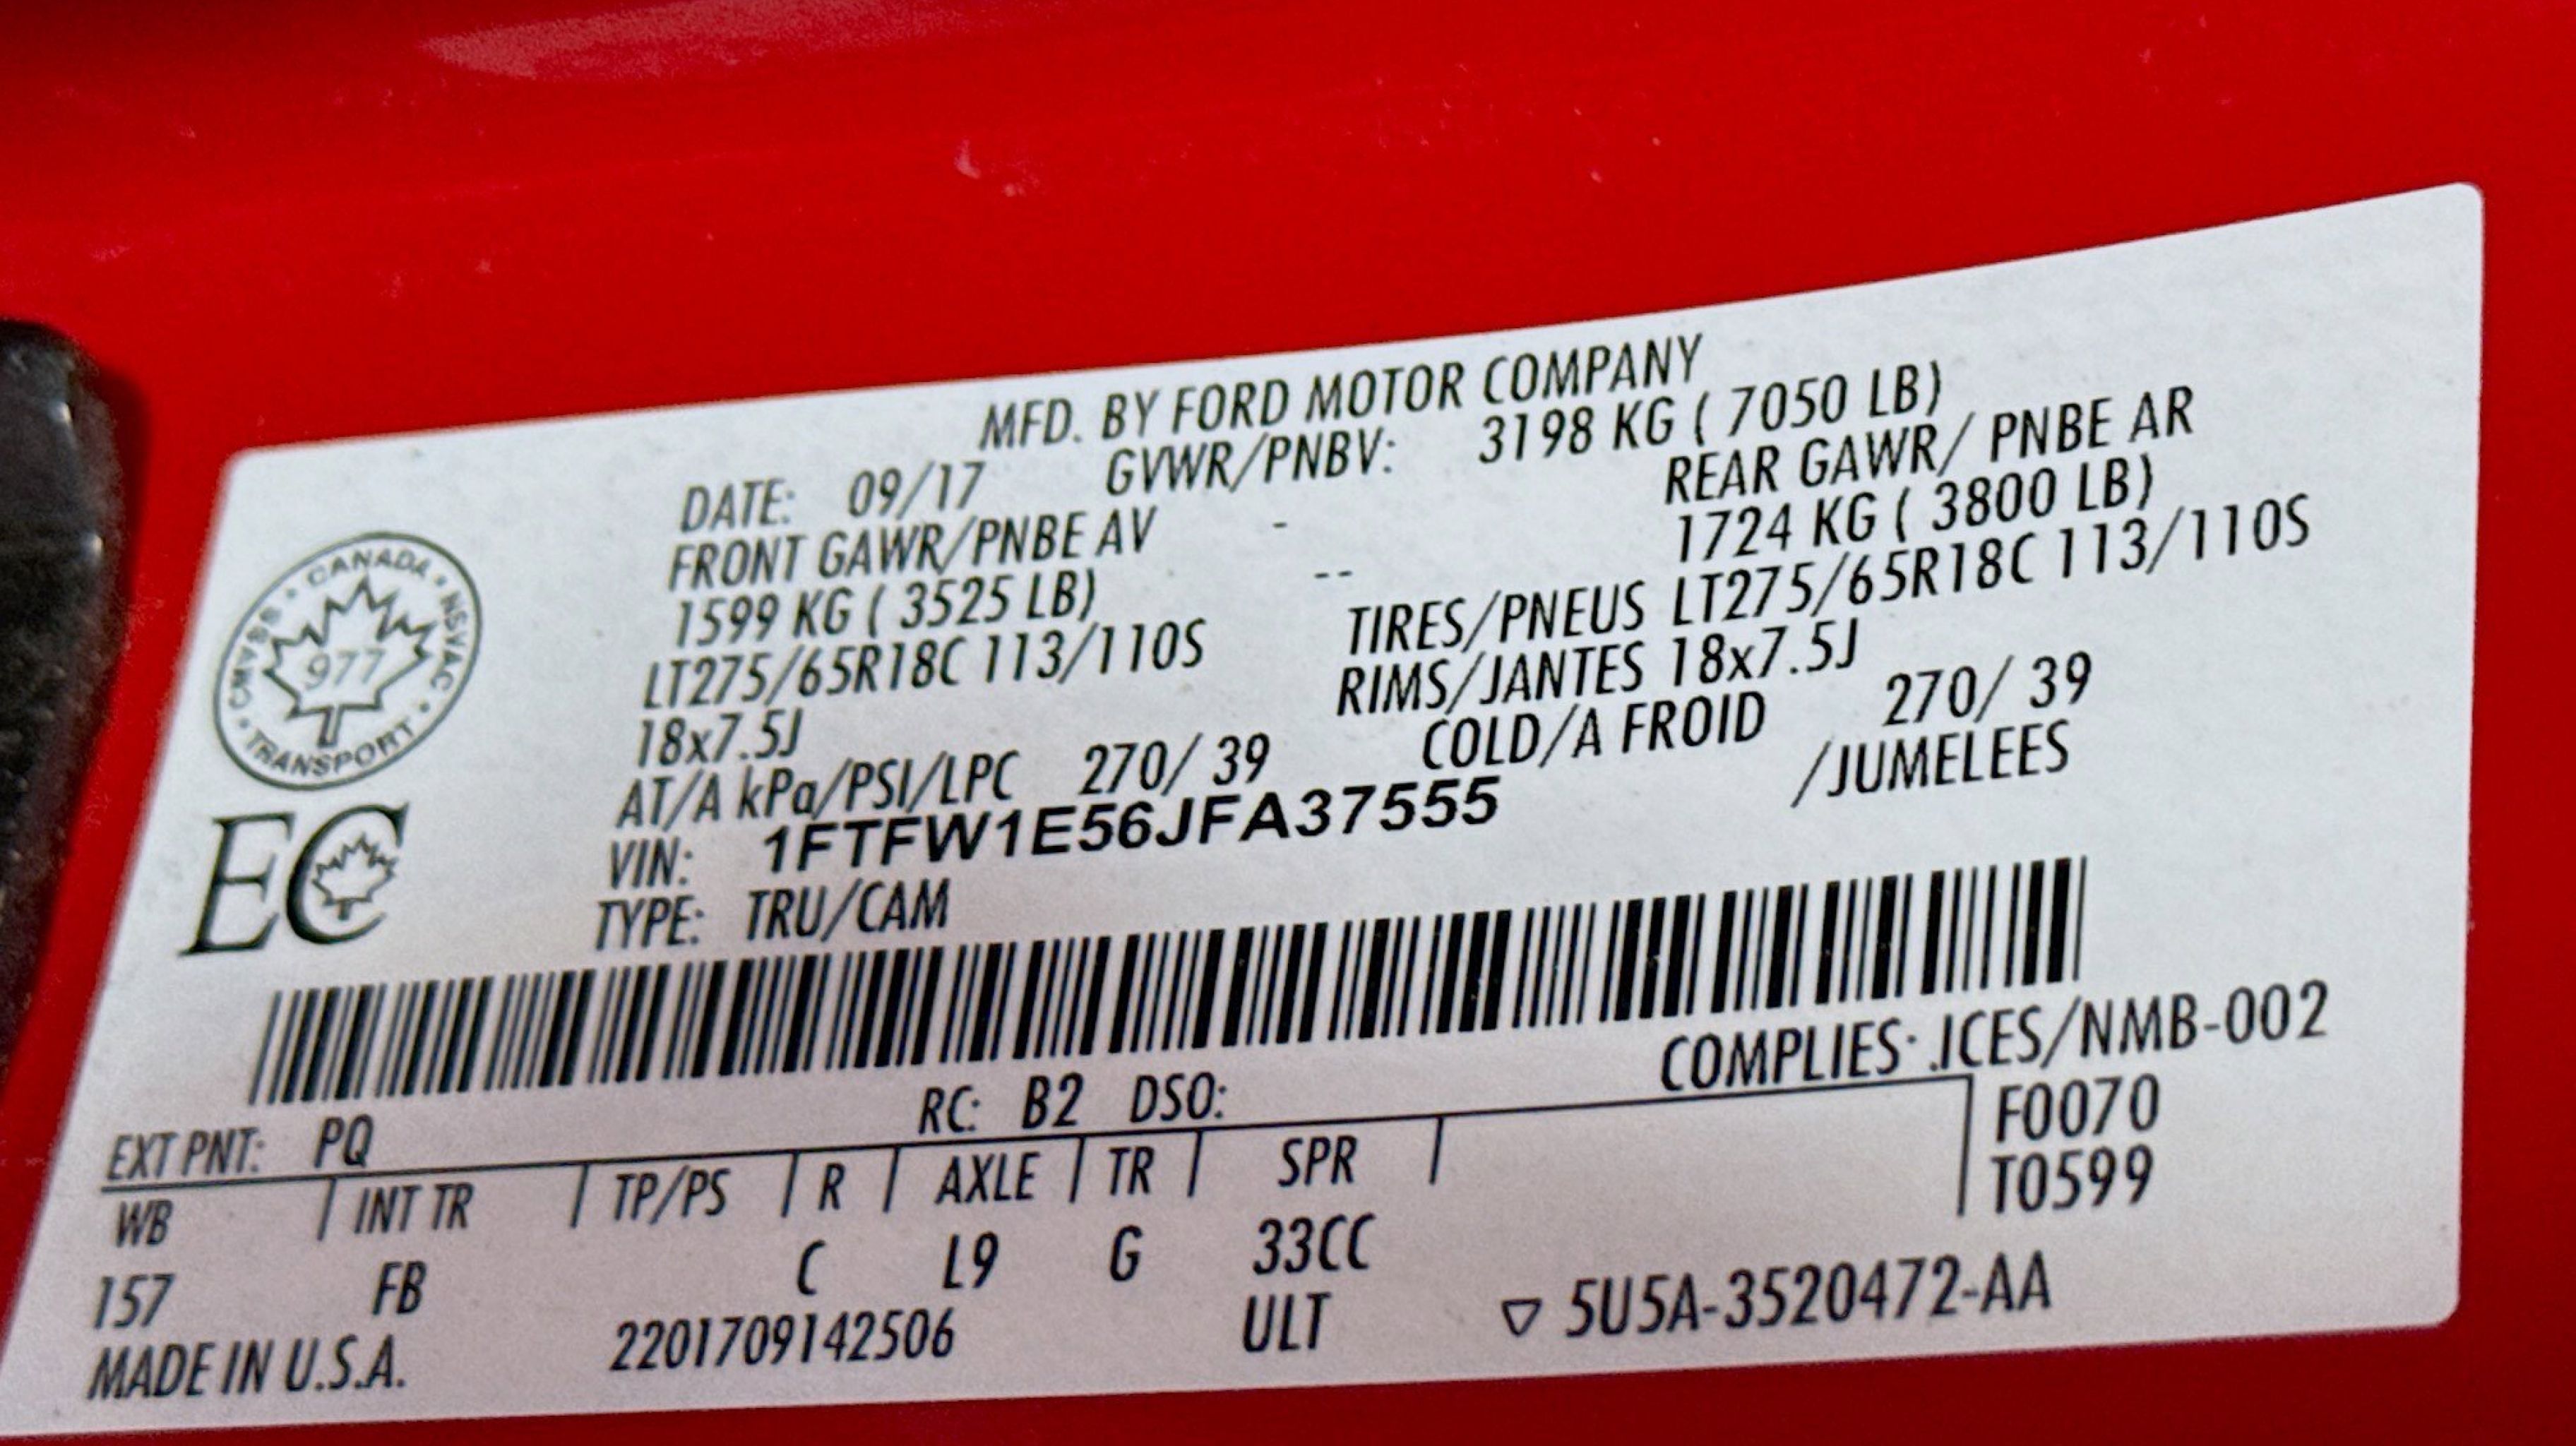 MFD. BY FORD MOTOR COMPANY
DATE: 09/17 GVWR/PNBV: 3198 KG ( 7050 LB)
FRONT GAWR/PNBE AV - REAR GAWR/ PNBE AR
1599 KG ( 3525 LB) -- 1724 KG ( 3800 LB)
LT275/65R18C 113/110S TIRES/PNEUS LT275/65R18C 113/110S
18x7.5J RIMS/JANTES 18x7.5J
AT/A kPa/PSI/LPC 270/ 39 COLD/A FROID 270/ 39
VIN: 1FTFW1E56JFA37555 /JUMELEES
TYPE: TRU/CAM
CANADA • NSVAC • TRANSPORT • CMVSS •
977
EC
COMPLIES: ICES/NMB-002
EXT PNT: PQ RC: B2 DSO: F0070
WB INT TR TP/PS R AXLE TR SPR T0599
157 FB C L9 G 33CC
MADE IN U.S.A. 2201709142506 ULT ▽ 5U5A-3520472-AA